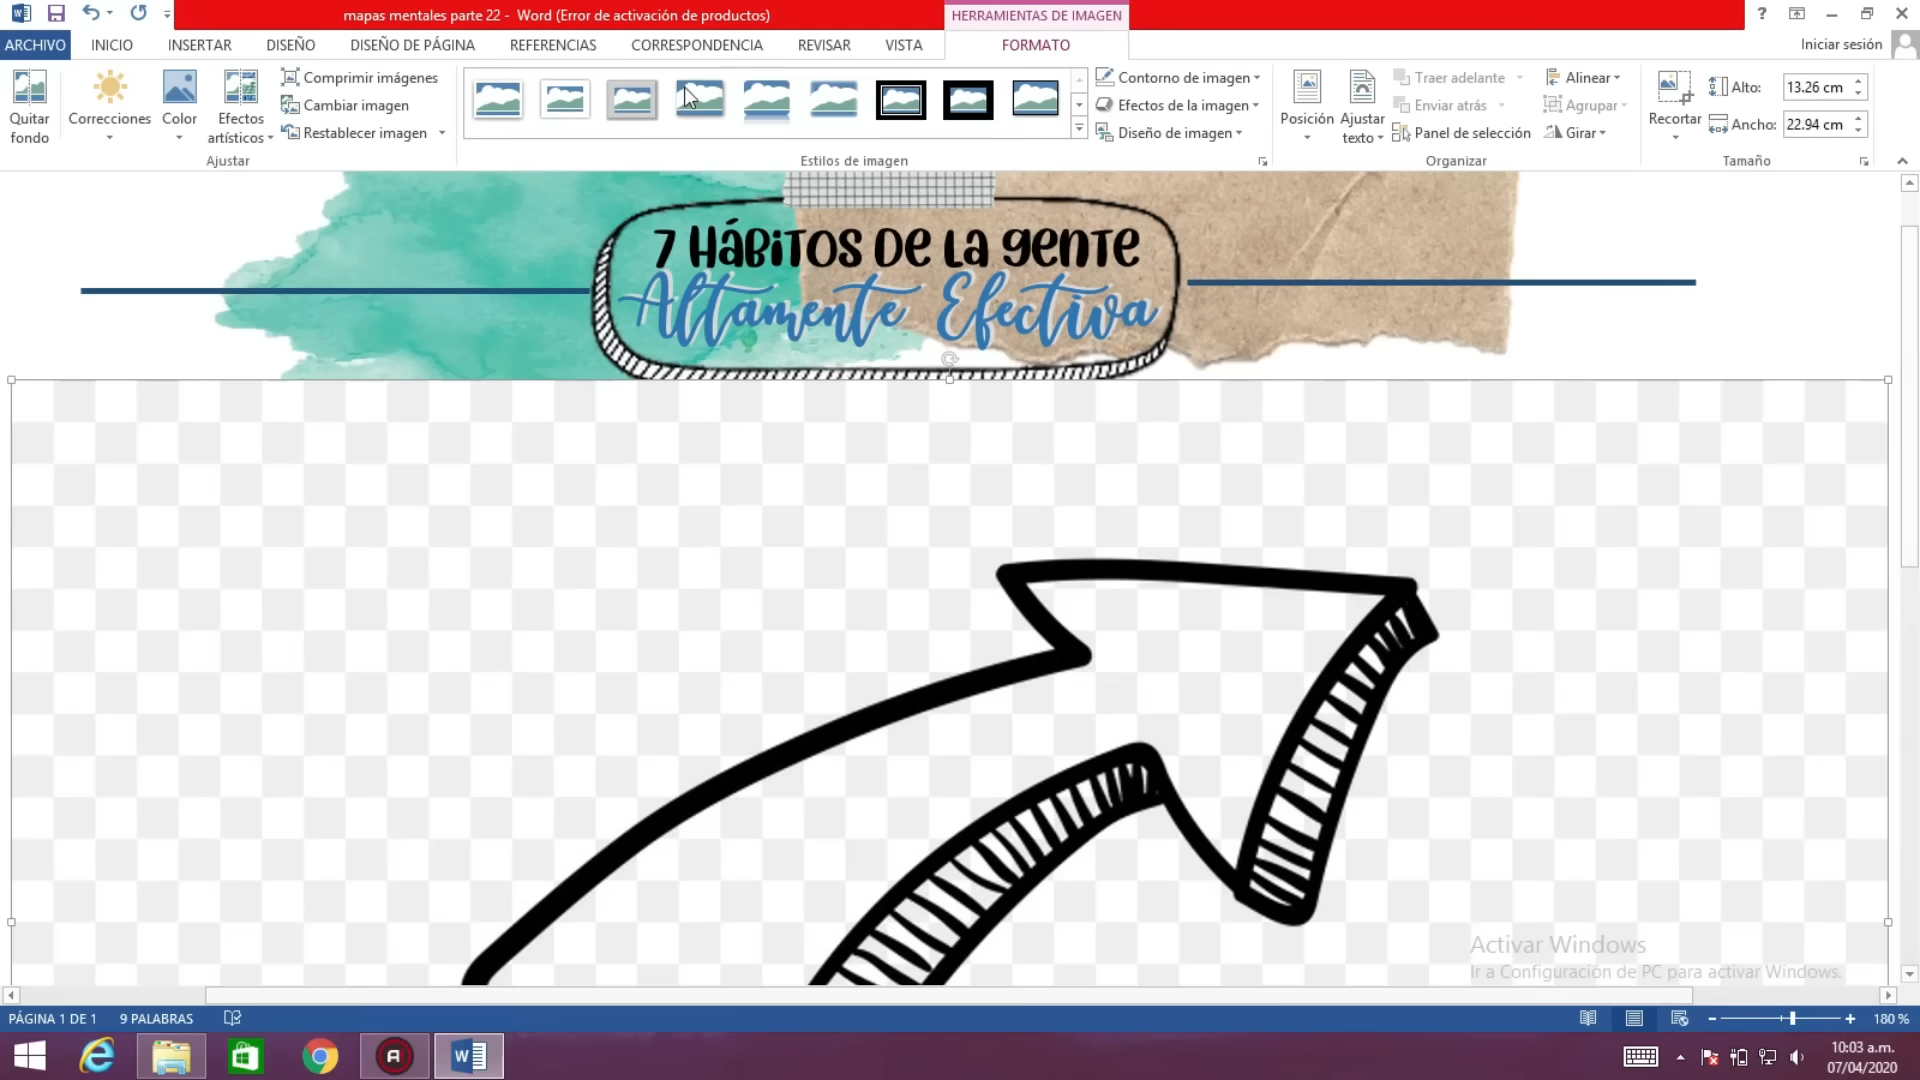 mapas mentales parte 22 - Word (Error de activación de productos)
HERRAMIENTAS DE IMAGEN
?
ARCHIVO INICIO INSERTAR DISEÑO DISEÑO DE PÁGINA REFERENCIAS CORRESPONDENCIA REVISAR VISTA FORMATO Iniciar sesión
Quitar fondo
Correcciones
Color
Efectos artísticos
Comprimir imágenes
Cambiar imagen
Restablecer imagen
Ajustar
Estilos de imagen
Contorno de imagen
Efectos de la imagen
Diseño de imagen
Posición
Ajustar texto
Traer adelante
Enviar atrás
Panel de selección
Alinear
Agrupar
Girar
Organizar
Recortar
Alto: 13.26 cm
Ancho: 22.94 cm
Tamaño
7 HÁBITOS DE LA GENTE
Altamente Efectiva
Activar Windows
Ir a Configuración de PC para activar Windows.
PÁGINA 1 DE 1 9 PALABRAS 180 %
10:03 a.m.
07/04/2020